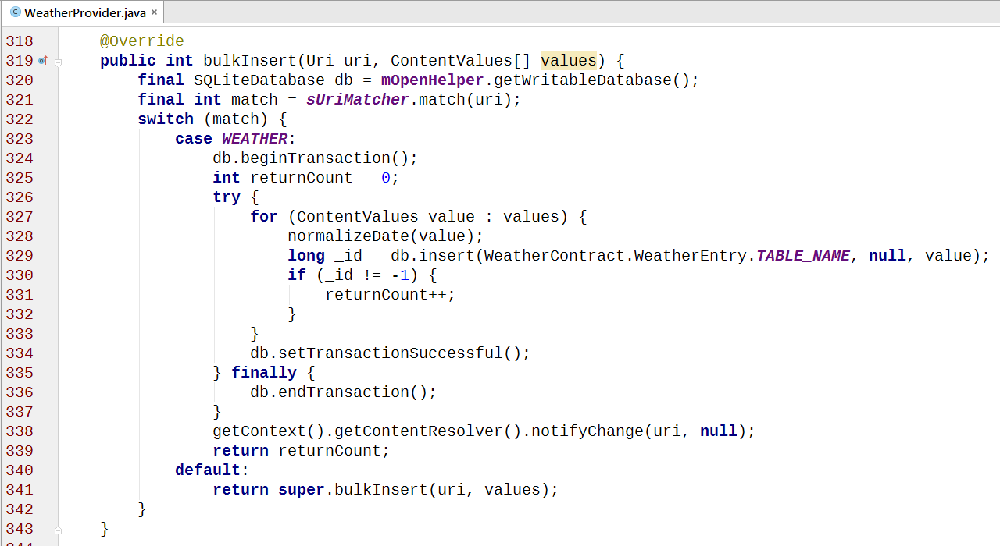 WeatherProvider.java ×
318 @Override
319 public int bulkInsert(Uri uri, ContentValues[] values) {
320 final SQLiteDatabase db = mOpenHelper.getWritableDatabase();
321 final int match = sUriMatcher.match(uri);
322 switch (match) {
323 case WEATHER:
324 db.beginTransaction();
325 int returnCount = 0;
326 try {
327 for (ContentValues value : values) {
328 normalizeDate(value);
329 long _id = db.insert(WeatherContract.WeatherEntry.TABLE_NAME, null, value);
330 if (_id != -1) {
331 returnCount++;
332 }
333 }
334 db.setTransactionSuccessful();
335 } finally {
336 db.endTransaction();
337 }
338 getContext().getContentResolver().notifyChange(uri, null);
339 return returnCount;
340 default:
341 return super.bulkInsert(uri, values);
342 }
343 }